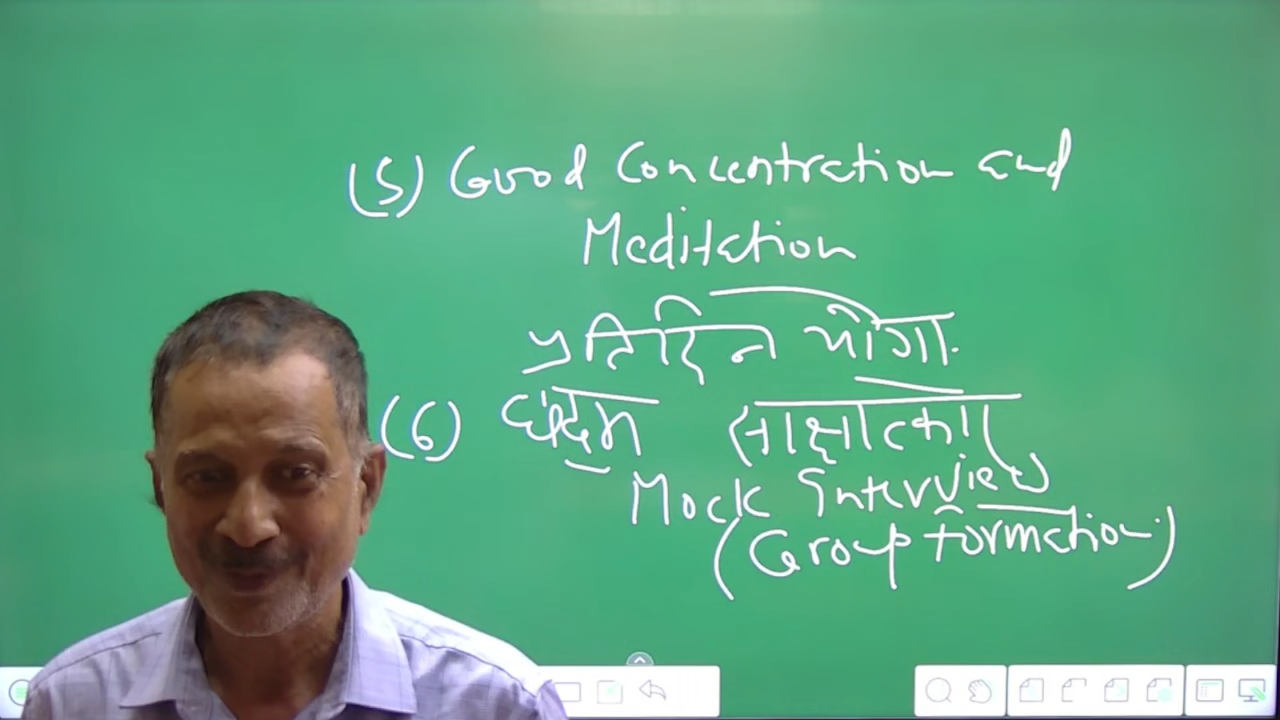 (5) Good Concentration and
Meditation
प्रतिदिन योगा
(6) छद्म साक्षात्कार
Mock Interview
(Group formation)